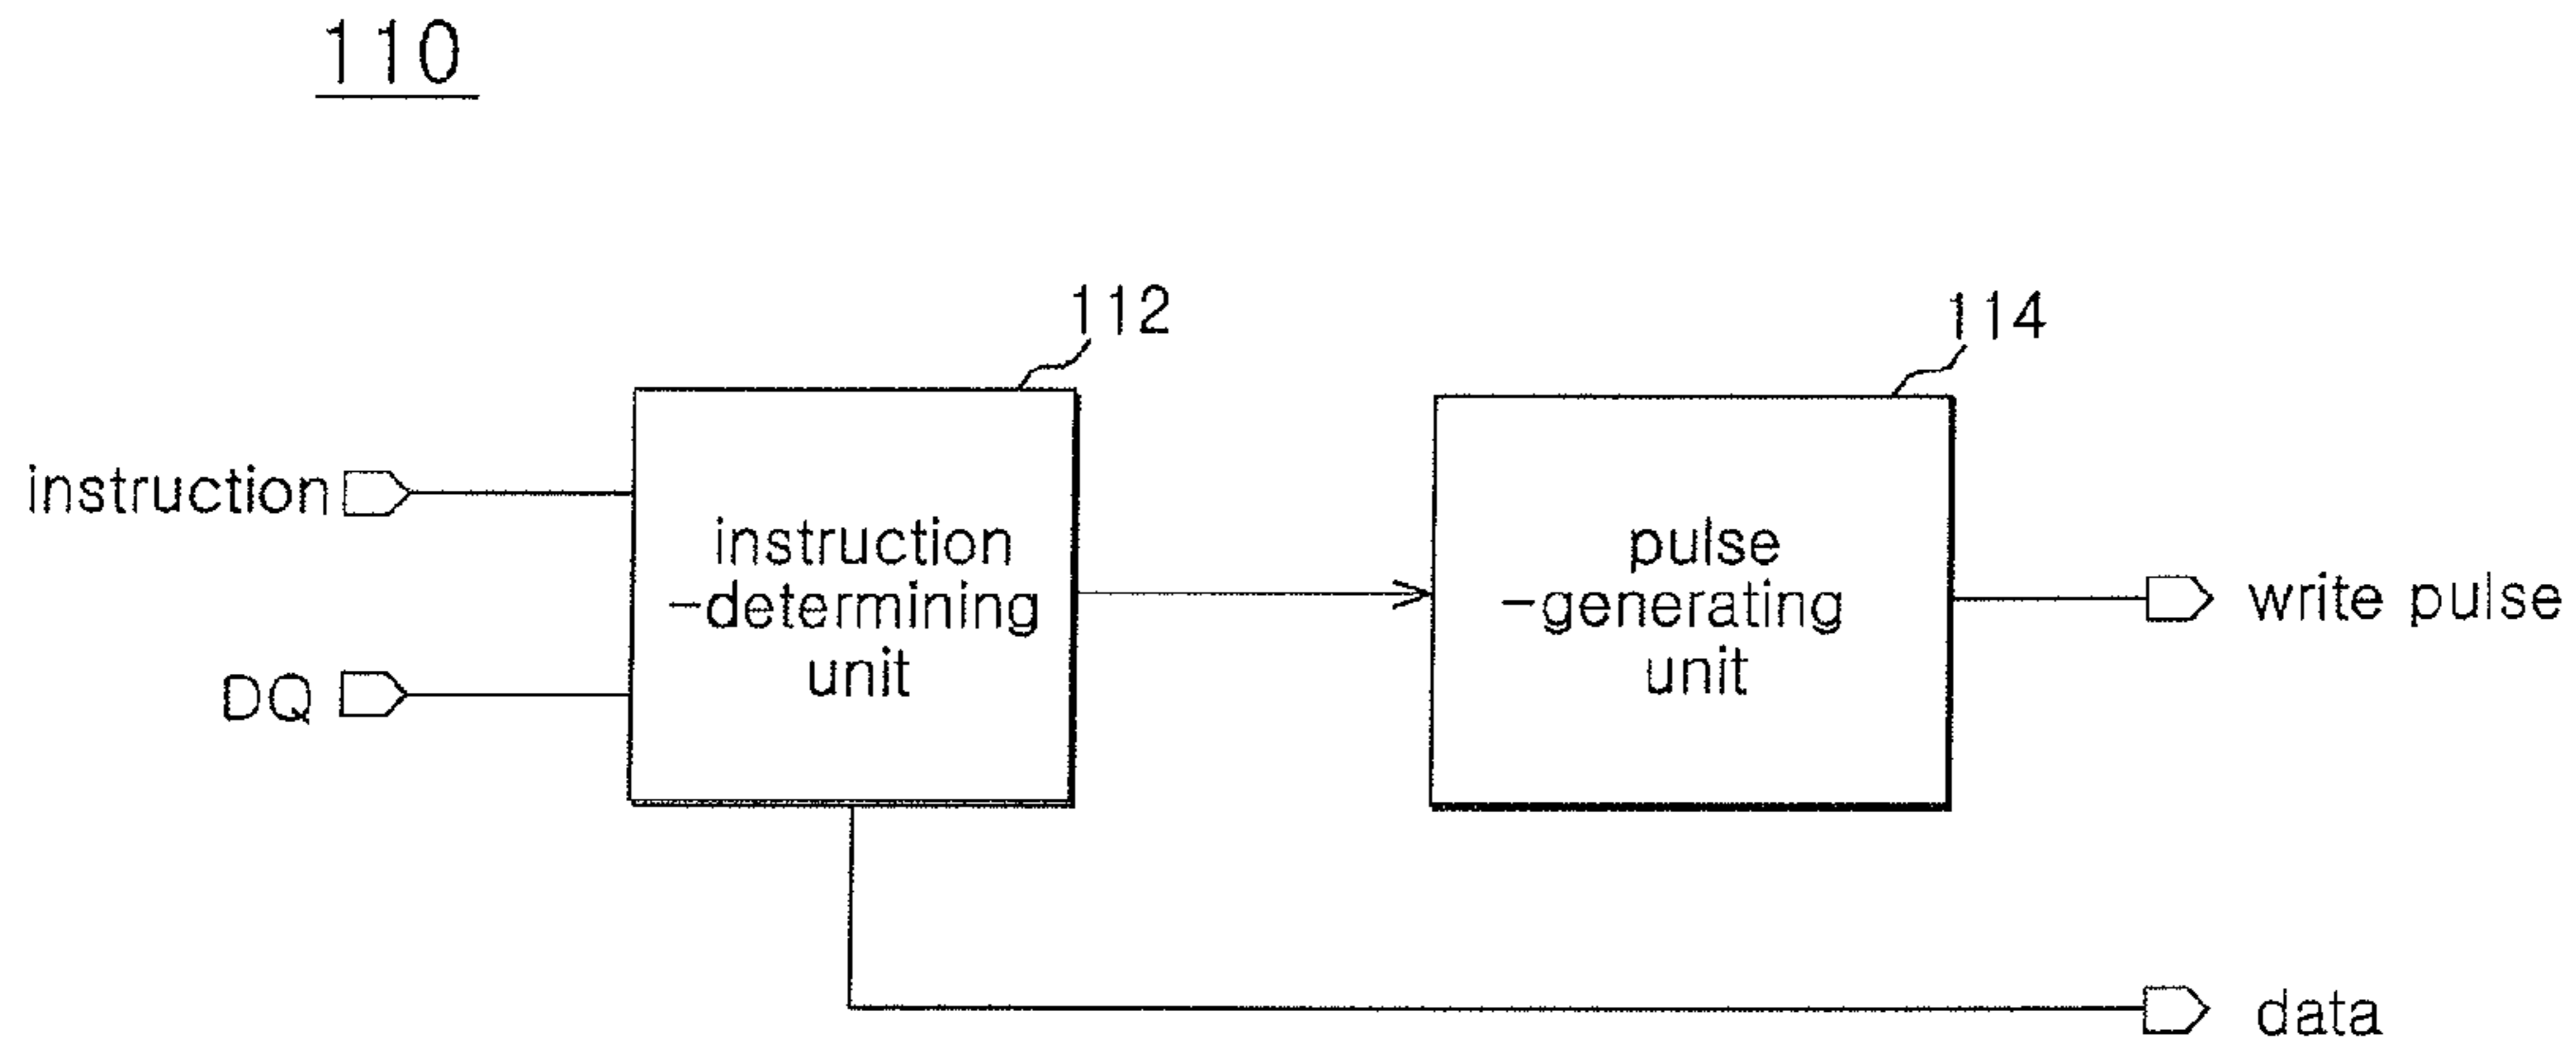 110
112
114
instruction
DQ
instruction
-determining
unit
pulse
-generating
unit
write pulse
data